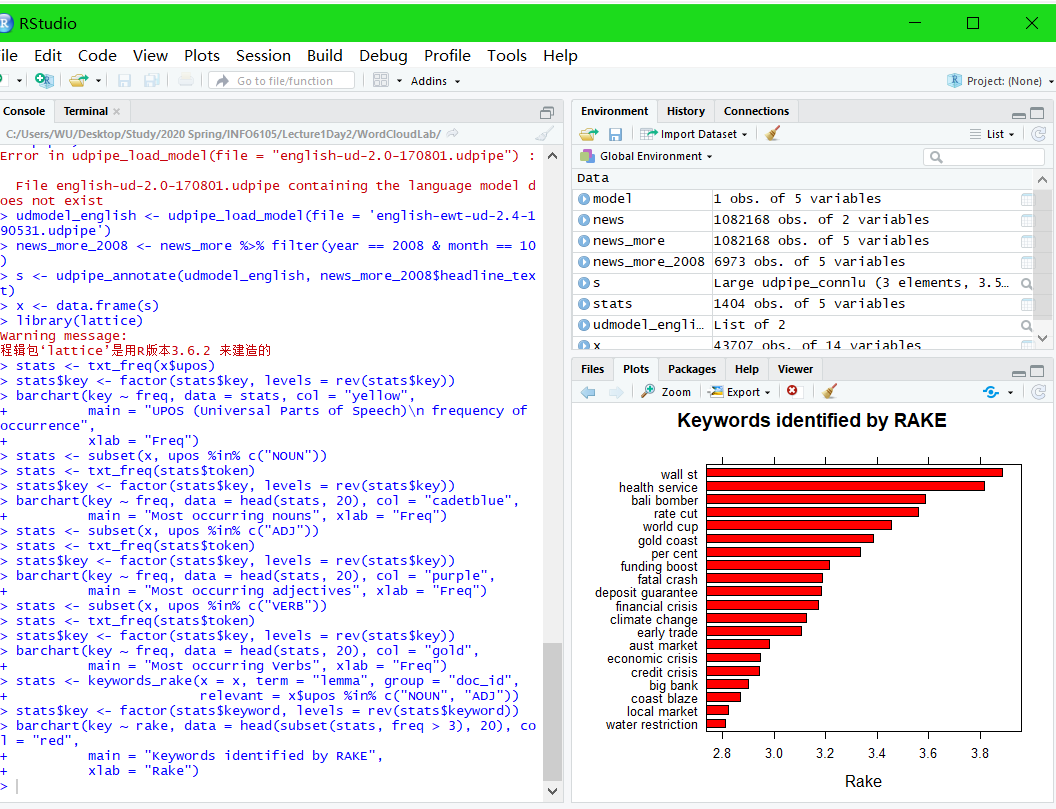 RStudio
ile Edit Code View Plots Session Build Debug Profile Tools Help
Go to file/function Addins Project: (None)
Console Terminal
C:/Users/WU/Desktop/Study/2020 Spring/INFO6105/Lecture1Day2/WordCloudLab/
Error in udpipe_load_model(file = "english-ud-2.0-170801.udpipe") :
File english-ud-2.0-170801.udpipe containing the language model d
oes not exist
> udmodel_english <- udpipe_load_model(file = 'english-ewt-ud-2.4-1
90531.udpipe')
> news_more_2008 <- news_more %>% filter(year == 2008 & month == 10
)
> s <- udpipe_annotate(udmodel_english, news_more_2008$headline_tex
t)
> x <- data.frame(s)
> library(lattice)
Warning message:
程辑包‘lattice’是用R版本3.6.2 来建造的
> stats <- txt_freq(x$upos)
> stats$key <- factor(stats$key, levels = rev(stats$key))
> barchart(key ~ freq, data = stats, col = "yellow",
+ main = "UPOS (Universal Parts of Speech)\n frequency of
occurrence",
+ xlab = "Freq")
> stats <- subset(x, upos %in% c("NOUN"))
> stats <- txt_freq(stats$token)
> stats$key <- factor(stats$key, levels = rev(stats$key))
> barchart(key ~ freq, data = head(stats, 20), col = "cadetblue",
+ main = "Most occurring nouns", xlab = "Freq")
> stats <- subset(x, upos %in% c("ADJ"))
> stats <- txt_freq(stats$token)
> stats$key <- factor(stats$key, levels = rev(stats$key))
> barchart(key ~ freq, data = head(stats, 20), col = "purple",
+ main = "Most occurring adjectives", xlab = "Freq")
> stats <- subset(x, upos %in% c("VERB"))
> stats <- txt_freq(stats$token)
> stats$key <- factor(stats$key, levels = rev(stats$key))
> barchart(key ~ freq, data = head(stats, 20), col = "gold",
+ main = "Most occurring Verbs", xlab = "Freq")
> stats <- keywords_rake(x = x, term = "lemma", group = "doc_id",
+ relevant = x$upos %in% c("NOUN", "ADJ"))
> stats$key <- factor(stats$keyword, levels = rev(stats$keyword))
> barchart(key ~ rake, data = head(subset(stats, freq > 3), 20), co
l = "red",
+ main = "Keywords identified by RAKE",
+ xlab = "Rake")
>
Environment History Connections
Import Dataset List
Global Environment
Data
model 1 obs. of 5 variables
news 1082168 obs. of 2 variables
news_more 1082168 obs. of 5 variables
news_more_2008 6973 obs. of 5 variables
s Large udpipe_connlu (3 elements, 3.5…
stats 1404 obs. of 5 variables
udmodel_engli… List of 2
x 43707 obs. of 14 variables
Files Plots Packages Help Viewer
Zoom Export
Keywords identified by RAKE
wall st
health service
bali bomber
rate cut
world cup
gold coast
per cent
funding boost
fatal crash
deposit guarantee
financial crisis
climate change
early trade
aust market
economic crisis
credit crisis
big bank
coast blaze
local market
water restriction
2.8 3.0 3.2 3.4 3.6 3.8
Rake